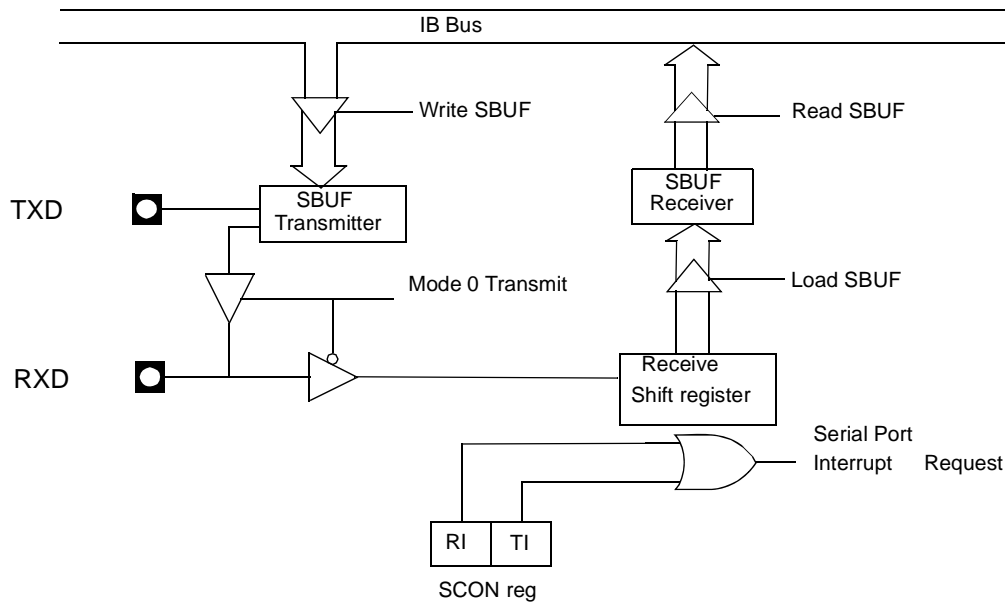 IB Bus
Write SBUF
Read SBUF
SBUF
Transmitter
SBUF
Receiver
TXD
Mode 0 Transmit
Load SBUF
RXD
Receive
Shift register
Serial Port
Interrupt Request
RI TI
SCON reg